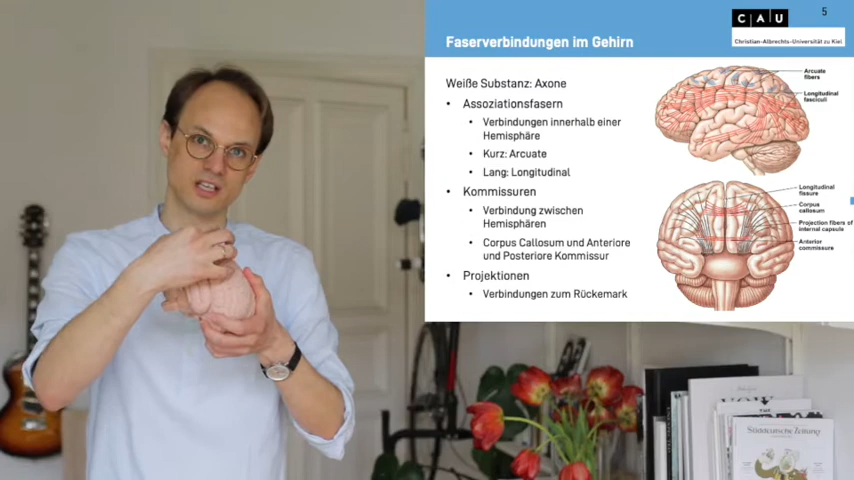 CAU
5
Christian-Albrechts-Universität zu Kiel
Faserverbindungen im Gehirn
Weiße Substanz: Axone
• Assoziationsfasern
• Verbindungen innerhalb einer
Hemisphäre
• Kurz: Arcuate
• Lang: Longitudinal
• Kommissuren
• Verbindung zwischen
Hemisphären
• Corpus Callosum und Anteriore
und Posteriore Kommissur
• Projektionen
• Verbindungen zum Rückemark
Arcuate
fibers
Longitudinal
fasciculi
Longitudinal
fissure
Corpus
callosum
Projection fibers of
internal capsule
Anterior
commissure
THE
Süddeutsche Zeitung